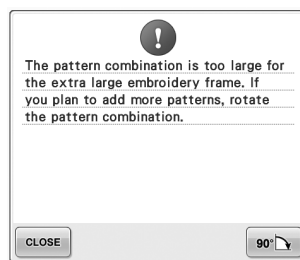 The pattern combination is too large for
the extra large embroidery frame. If
you plan to add more patterns, rotate
the pattern combination.
CLOSE
90°